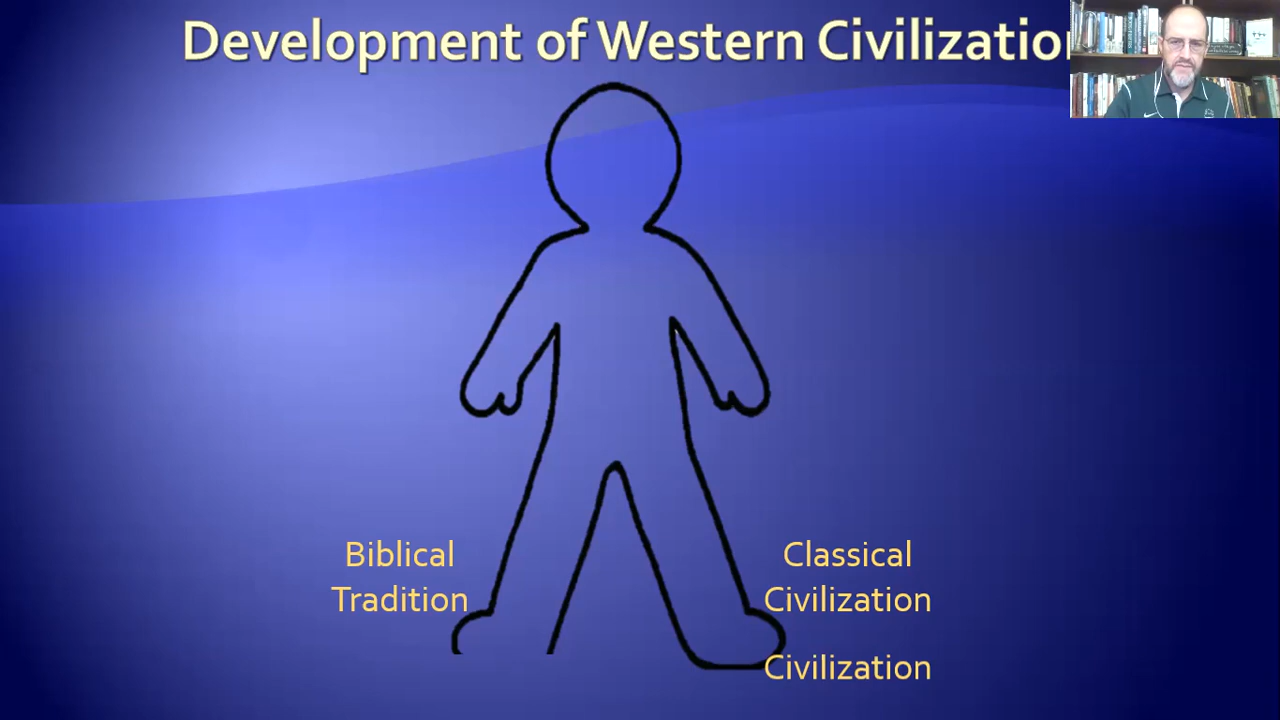 Development of Western Civilizatio
Biblical
Tradition
Classical
Civilization
Civilization